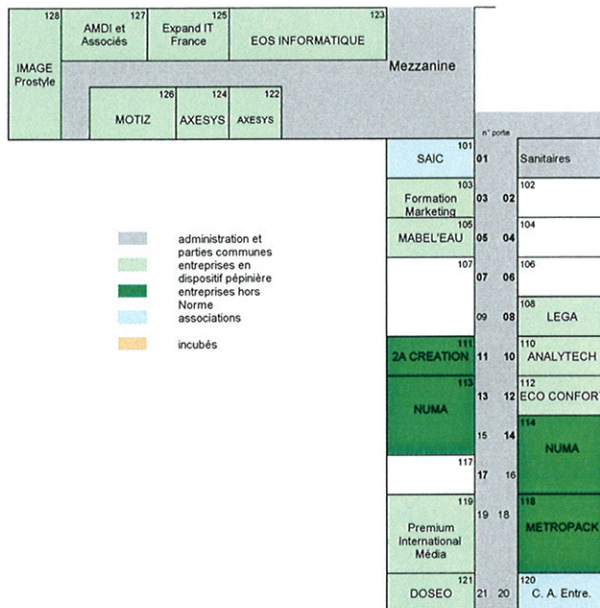 128
IMAGE
Prostyle
127
AMDI et
Associés
125
Expand IT
France
123
EOS INFORMATIQUE
Mezzanine
126
MOTIZ
124
AXESYS
122
AXESYS
n° porte
101
SAIC
01
Sanitaires
103
Formation
Marketing
03 02
102
105
MABEL'EAU
05 04
104
107
07 06
106
09 08
108
LEGA
111
2A CREATION
11 10
110
ANALYTECH
113
NUMA
13 12
112
ECO CONFORT
15 14
114
NUMA
117
17 16
119
Premium
International
Média
19 18
118
METROPACK
121
DOSEO
21 20
120
C. A. Entre.
administration et
parties communes
entreprises en
dispositif pépinière
entreprises hors
Norme
associations
incubés